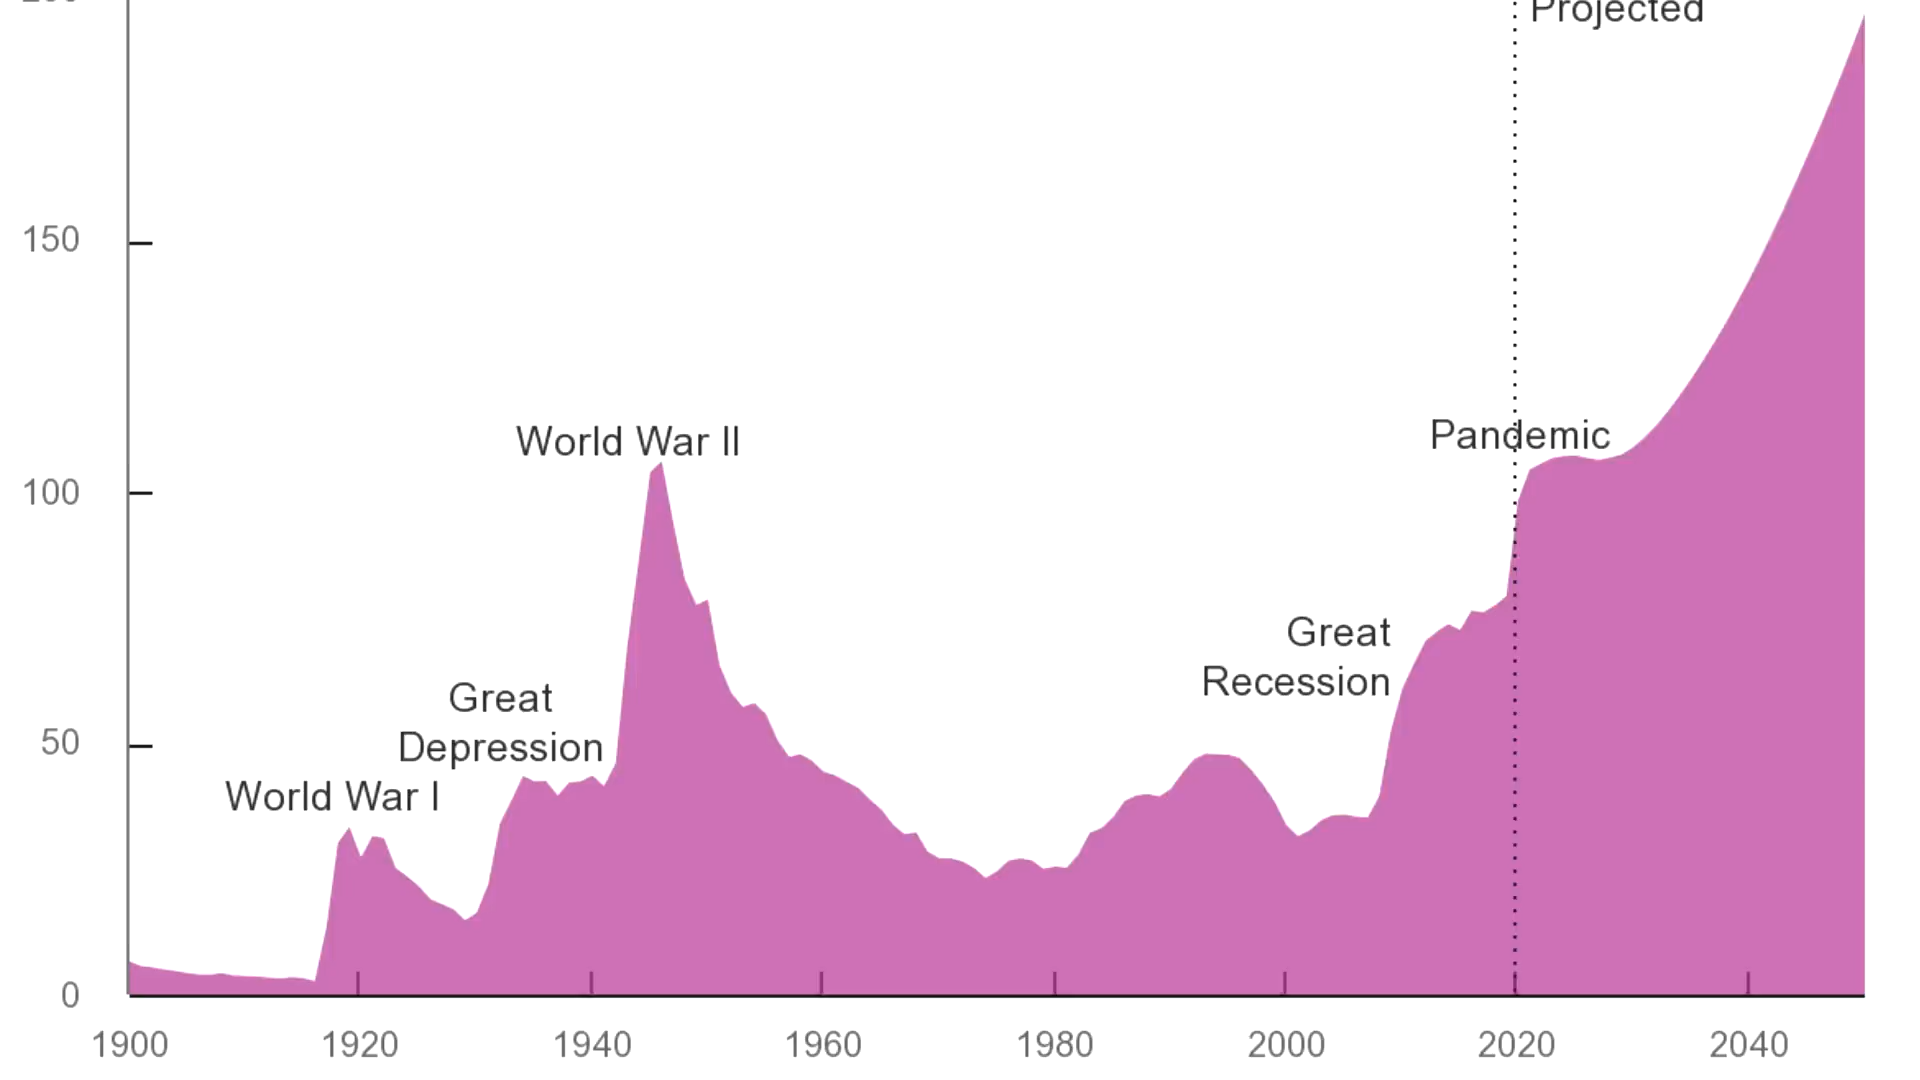 Projected
150
World War II
Pandemic
100
Great
Recession
Great
Depression
50
World War I
0
1900 1920 1940 1960 1980 2000 2020 2040